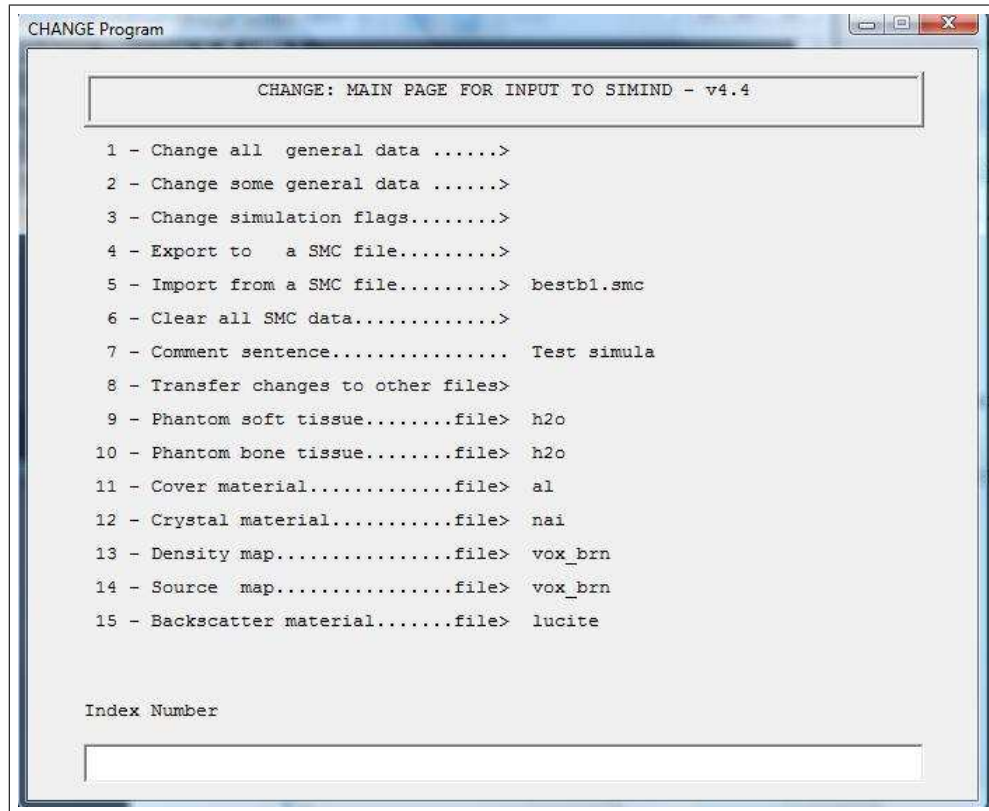 CHANGE Program
CHANGE: MAIN PAGE FOR INPUT TO SIMIND - v4.4
1 - Change all  general data ......>
2 - Change some general data ......>
3 - Change simulation flags........>
4 - Export to   a SMC file.........>
5 - Import from a SMC file.........>  bestb1.smc
6 - Clear all SMC data.............>
7 - Comment sentence................  Test simula
8 - Transfer changes to other files>
9 - Phantom soft tissue........file>  h2o
10 - Phantom bone tissue........file>  h2o
11 - Cover material.............file>  al
12 - Crystal material...........file>  nai
13 - Density map................file>  vox_brn
14 - Source  map................file>  vox_brn
15 - Backscatter material.......file>  lucite
Index Number